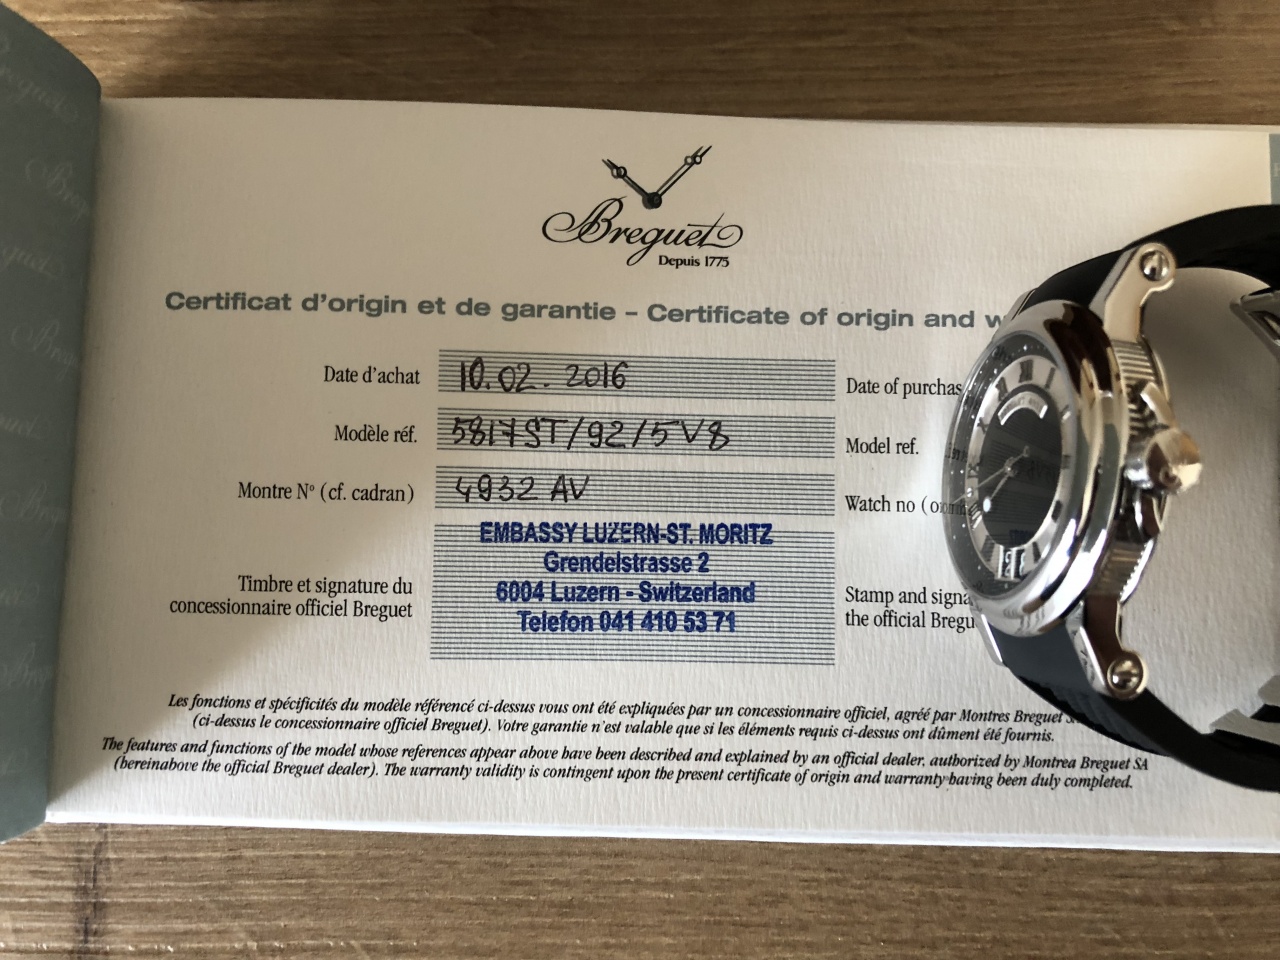 Breguet
Depuis 1775
Certificat d'origin et de garantie – Certificate of origin and w
Date d'achat 10.02.2016 Date of purchas
Modèle réf. 5817ST/92/5V8 Model ref.
Montre Nº (cf. cadran) 4932 AV Watch no (
EMBASSY LUZERN-ST. MORITZ
Grendelstrasse 2
6004 Luzern - Switzerland
Telefon 041 410 53 71
Timbre et signature du
concessionnaire officiel Breguet
Stamp and signa
the official Bregu
Les fonctions et spécificités du modèle référencé ci-dessus vous ont été expliquées par un concessionnaire officiel, agréé par Montres Breguet
(ci-dessus le concessionnaire officiel Breguet). Votre garantie n'est valable que si les éléments requis ci-dessus ont dûment été fournis.
The features and functions of the model whose references appear above have been described and explained by an official dealer, authorized by Montrea Breguet SA
(bereinabove the official Breguet dealer). The warranty validity is contingent upon the present certificate of origin and warranty baving been duly completed.